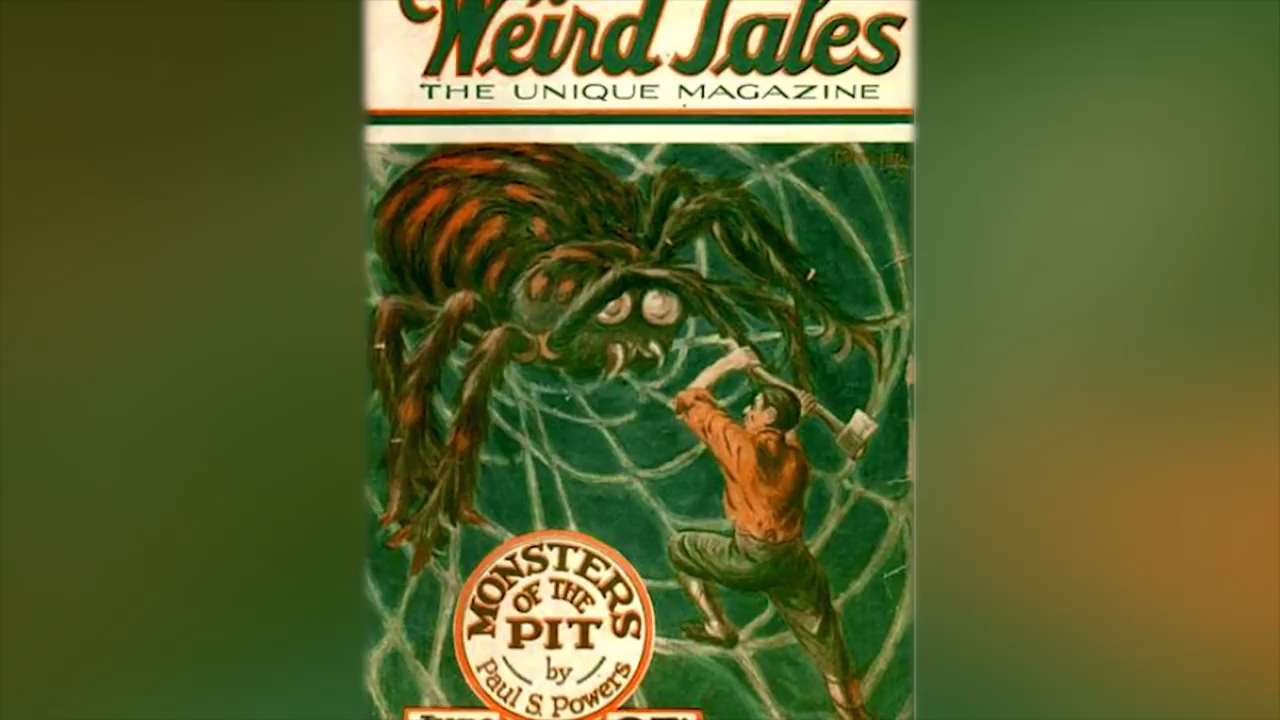 Weird Tales
THE UNIQUE MAGAZINE
MONSTERS
OF THE
PIT
by
Paul S. Powers